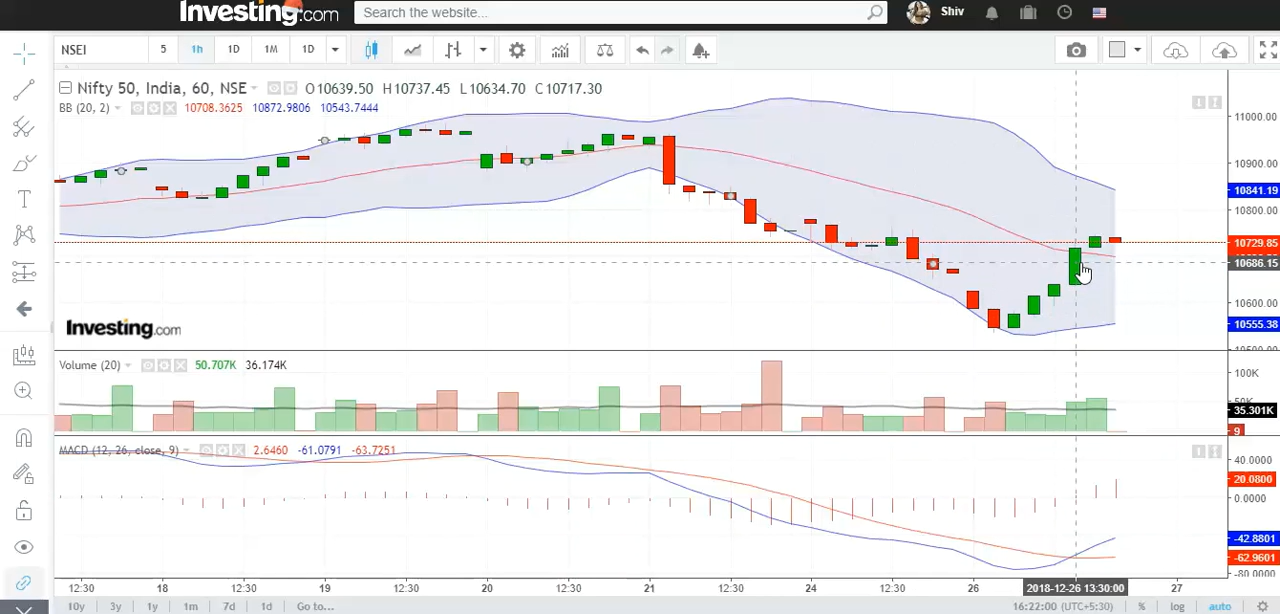 Investing.com Search the website... Shiv
NSEI 5 1h 1D 1M 1D
Nifty 50, India, 60, NSE O10639.50 H10737.45 L10634.70 C10717.30
BB (20, 2) 10708.3625 10872.9806 10543.7444
11000.00
10900.00
10841.19
10800.00
10729.85
10686.15
10600.00
10555.38
Investing.com
Volume (20) 50.707K 36.174K
100K
35.301K
9
MACD (12, 26, close, 9) 2.6460 -61.0791 -63.7251
40.0000
20.0800
0.0000
-42.8801
-62.9601
-80.0000
12:30 18 12:30 19 12:30 20 12:30 21 12:30 24 12:30 26 2018-12-26 13:30:00 27
10y 3y 1y 1m 7d 1d Go to... 16:22:00 (UTC+5:30) % log auto